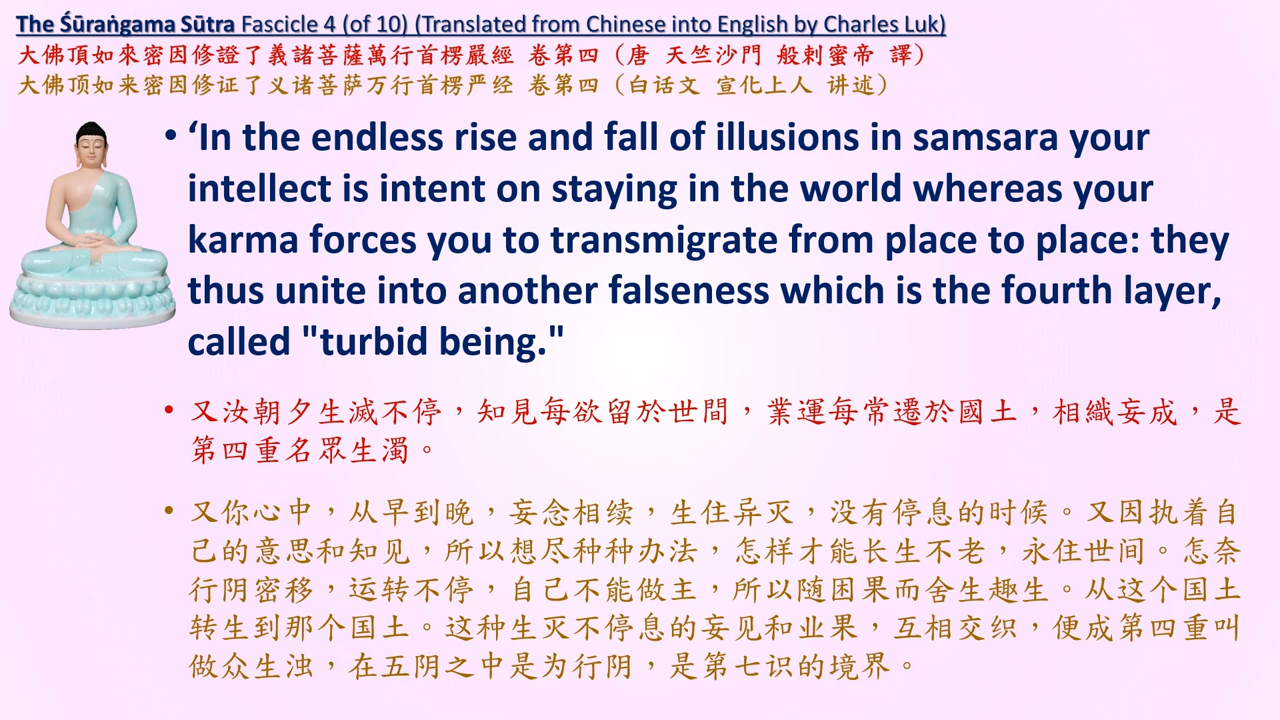 The Śūraṅgama Sūtra Fascicle 4 (of 10) (Translated from Chinese into English by Charles Luk)
大佛頂如來密因修證了義諸菩薩萬行首楞嚴經 卷第四（唐 天竺沙門 般剌蜜帝 譯）
大佛顶如来密因修证了义诸菩萨万行首楞严经 卷第四（白话文 宣化上人 讲述）
• ‘In the endless rise and fall of illusions in samsara your
intellect is intent on staying in the world whereas your
karma forces you to transmigrate from place to place: they
thus unite into another falseness which is the fourth layer,
called "turbid being."
• 又汝朝夕生滅不停，知見每欲留於世間，業運每常遷於國土，相織妄成，是
第四重名眾生濁。
• 又你心中，从早到晚，妄念相续，生住异灭，没有停息的时候。又因执着自
己的意思和知见，所以想尽种种办法，怎样才能长生不老，永住世间。怎奈
行阴密移，运转不停，自己不能做主，所以随因果而舍生趣生。从这个国土
转生到那个国土。这种生灭不停息的妄见和业果，互相交织，便成第四重叫
做众生浊，在五阴之中是为行阴，是第七识的境界。